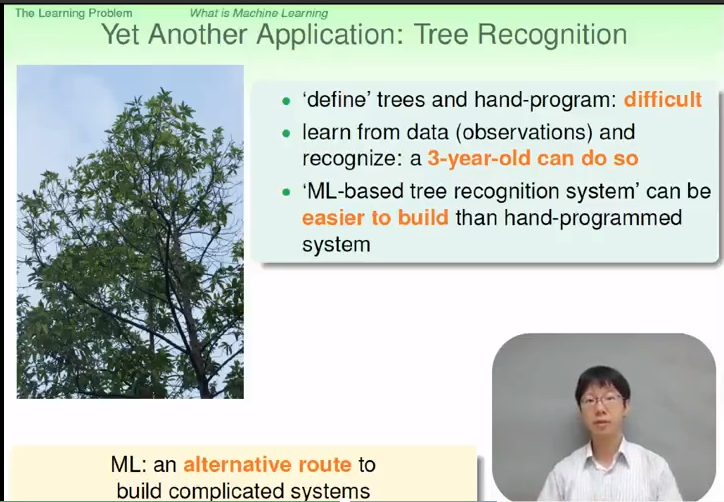 The Learning Problem What is Machine Learning
Yet Another Application: Tree Recognition
• ‘define’ trees and hand-program: difficult
• learn from data (observations) and
recognize: a 3-year-old can do so
• ‘ML-based tree recognition system’ can be
easier to build than hand-programmed
system
ML: an alternative route to
build complicated systems